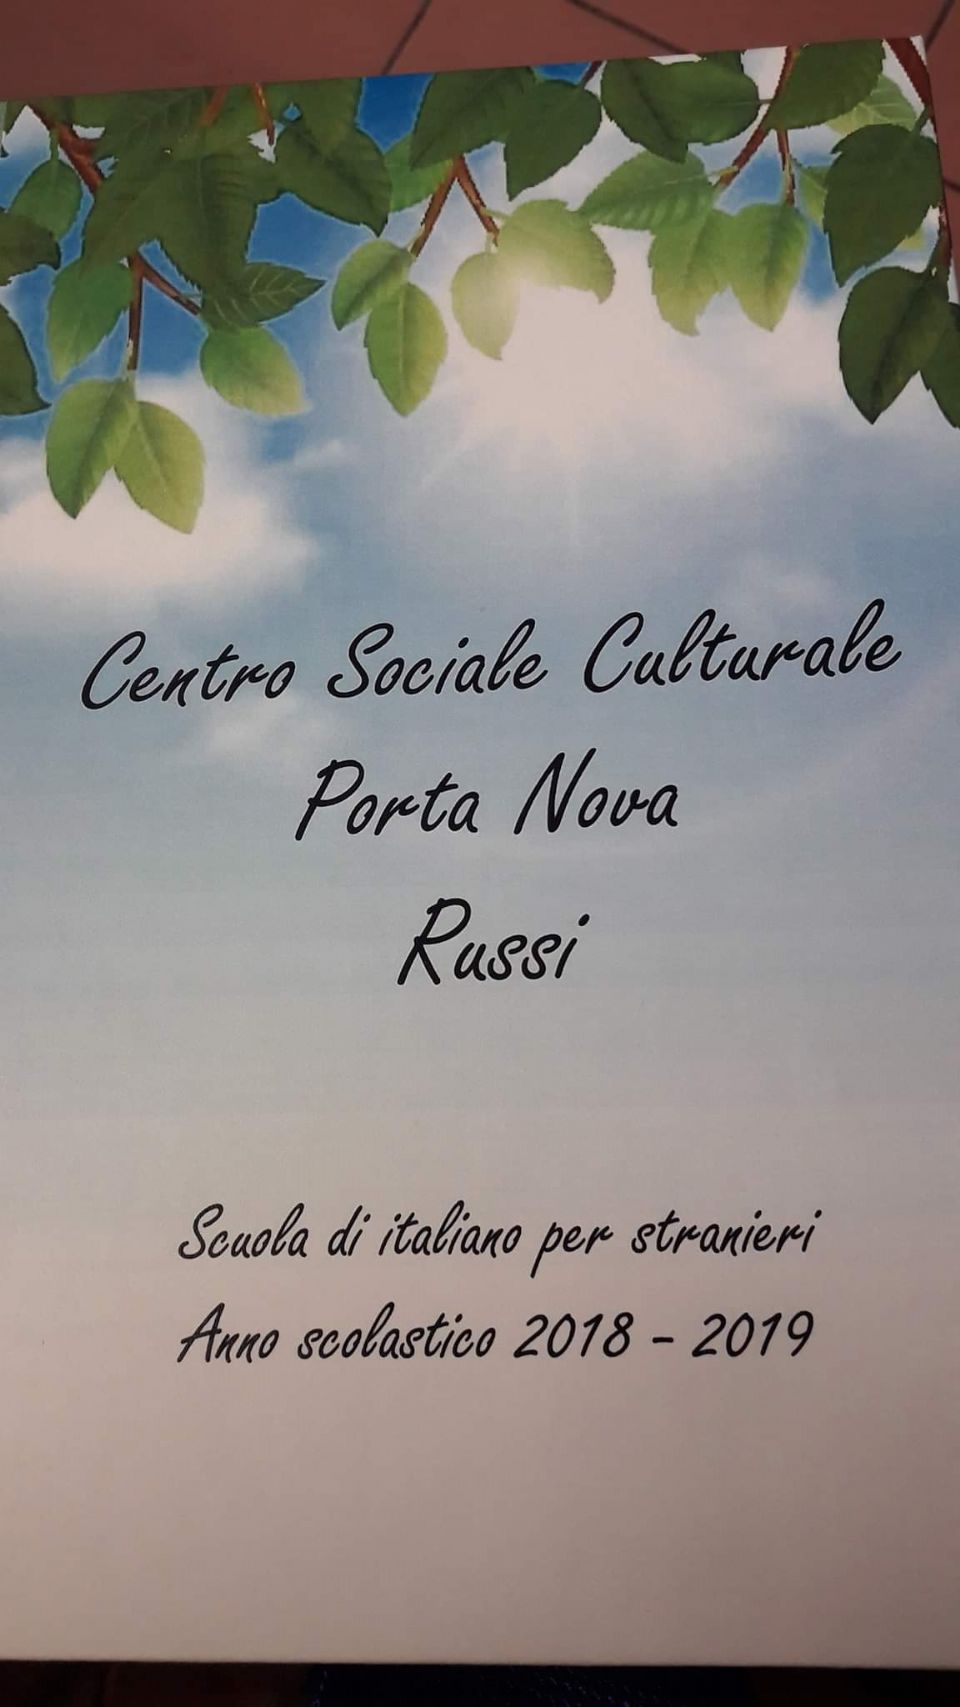 Centro Sociale Culturale
Porta Nova
Russi
Scuola di italiano per stranieri
Anno scolastico 2018 - 2019